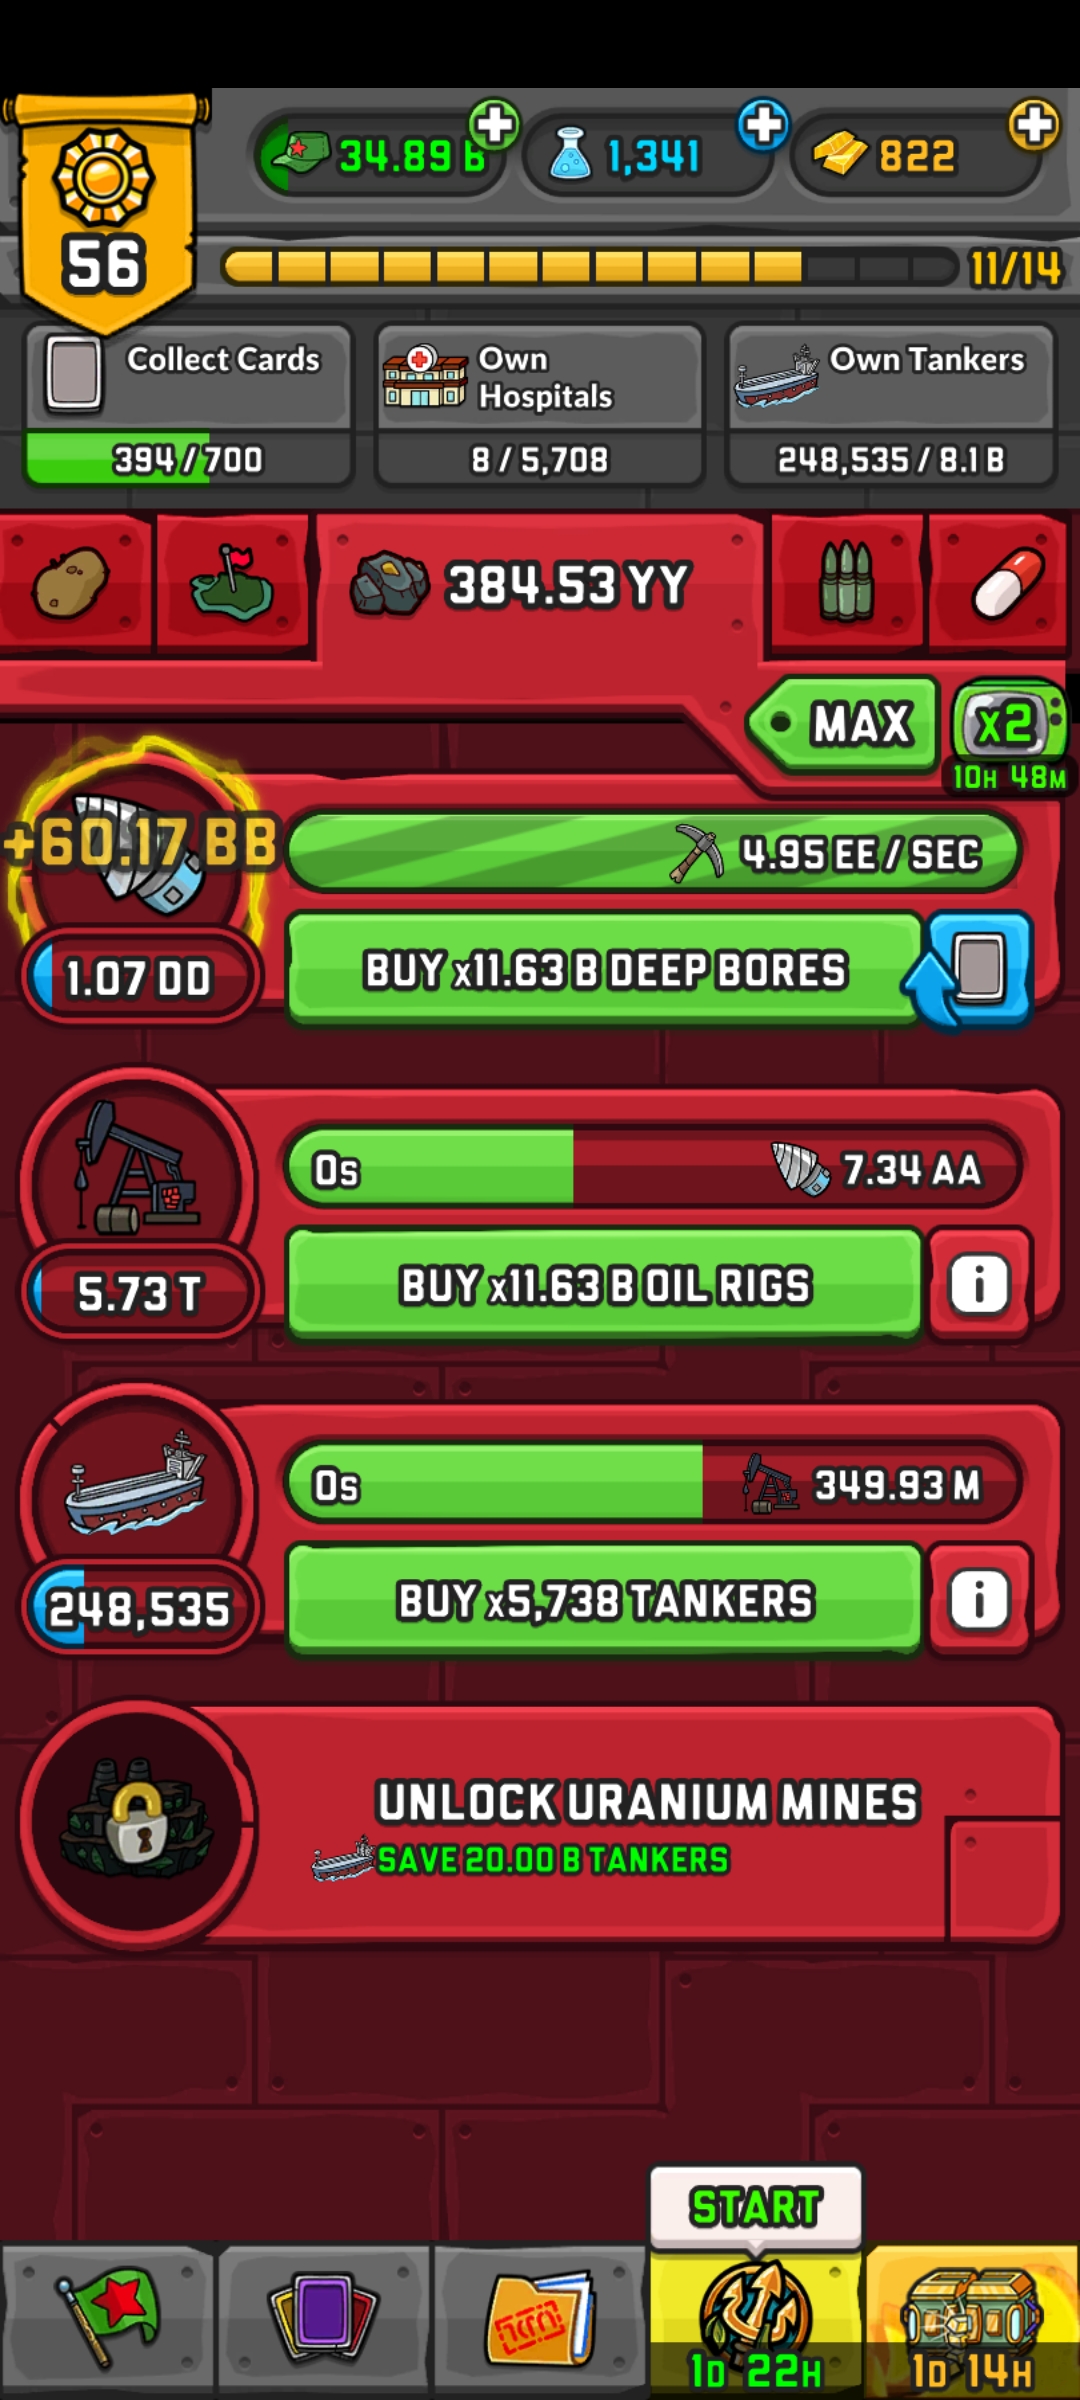 34.89 B
1,341
822
56
11/14
Collect Cards
394/700
Own
Hospitals
8/5,708
Own Tankers
248,535/8.1 B
384.53 YY
MAX
x2
10H 48M
+60.17 BB
4.95 EE/SEC
1.07 DD
BUY x11.63 B DEEP BORES
0s
7.34 AA
5.73 T
BUY x11.63 B OIL RIGS
i
0s
349.93 M
248,535
BUY x5,738 TANKERS
i
UNLOCK URANIUM MINES
SAVE 20.00 B TANKERS
START
1D 22H
1D 14H